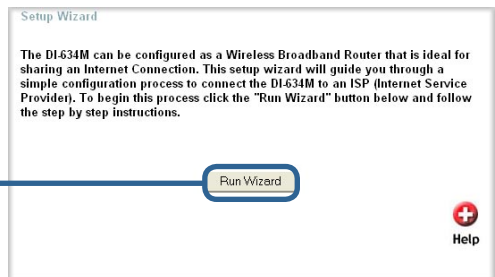 Setup Wizard
The DI-634M can be configured as a Wireless Broadband Router that is ideal for
sharing an Internet Connection. This setup wizard will guide you through a
simple configuration process to connect the DI-634M to an ISP (Internet Service
Provider). To begin this process click the "Run Wizard" button below and follow
the step by step instructions.
Run Wizard
Help